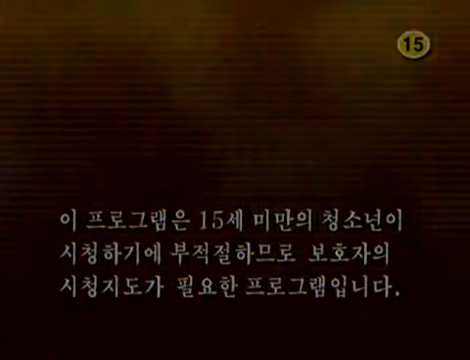 15
이 프로그램은 15세 미만의 청소년이
시청하기에 부적절하므로 보호자의
시청지도가 필요한 프로그램입니다.